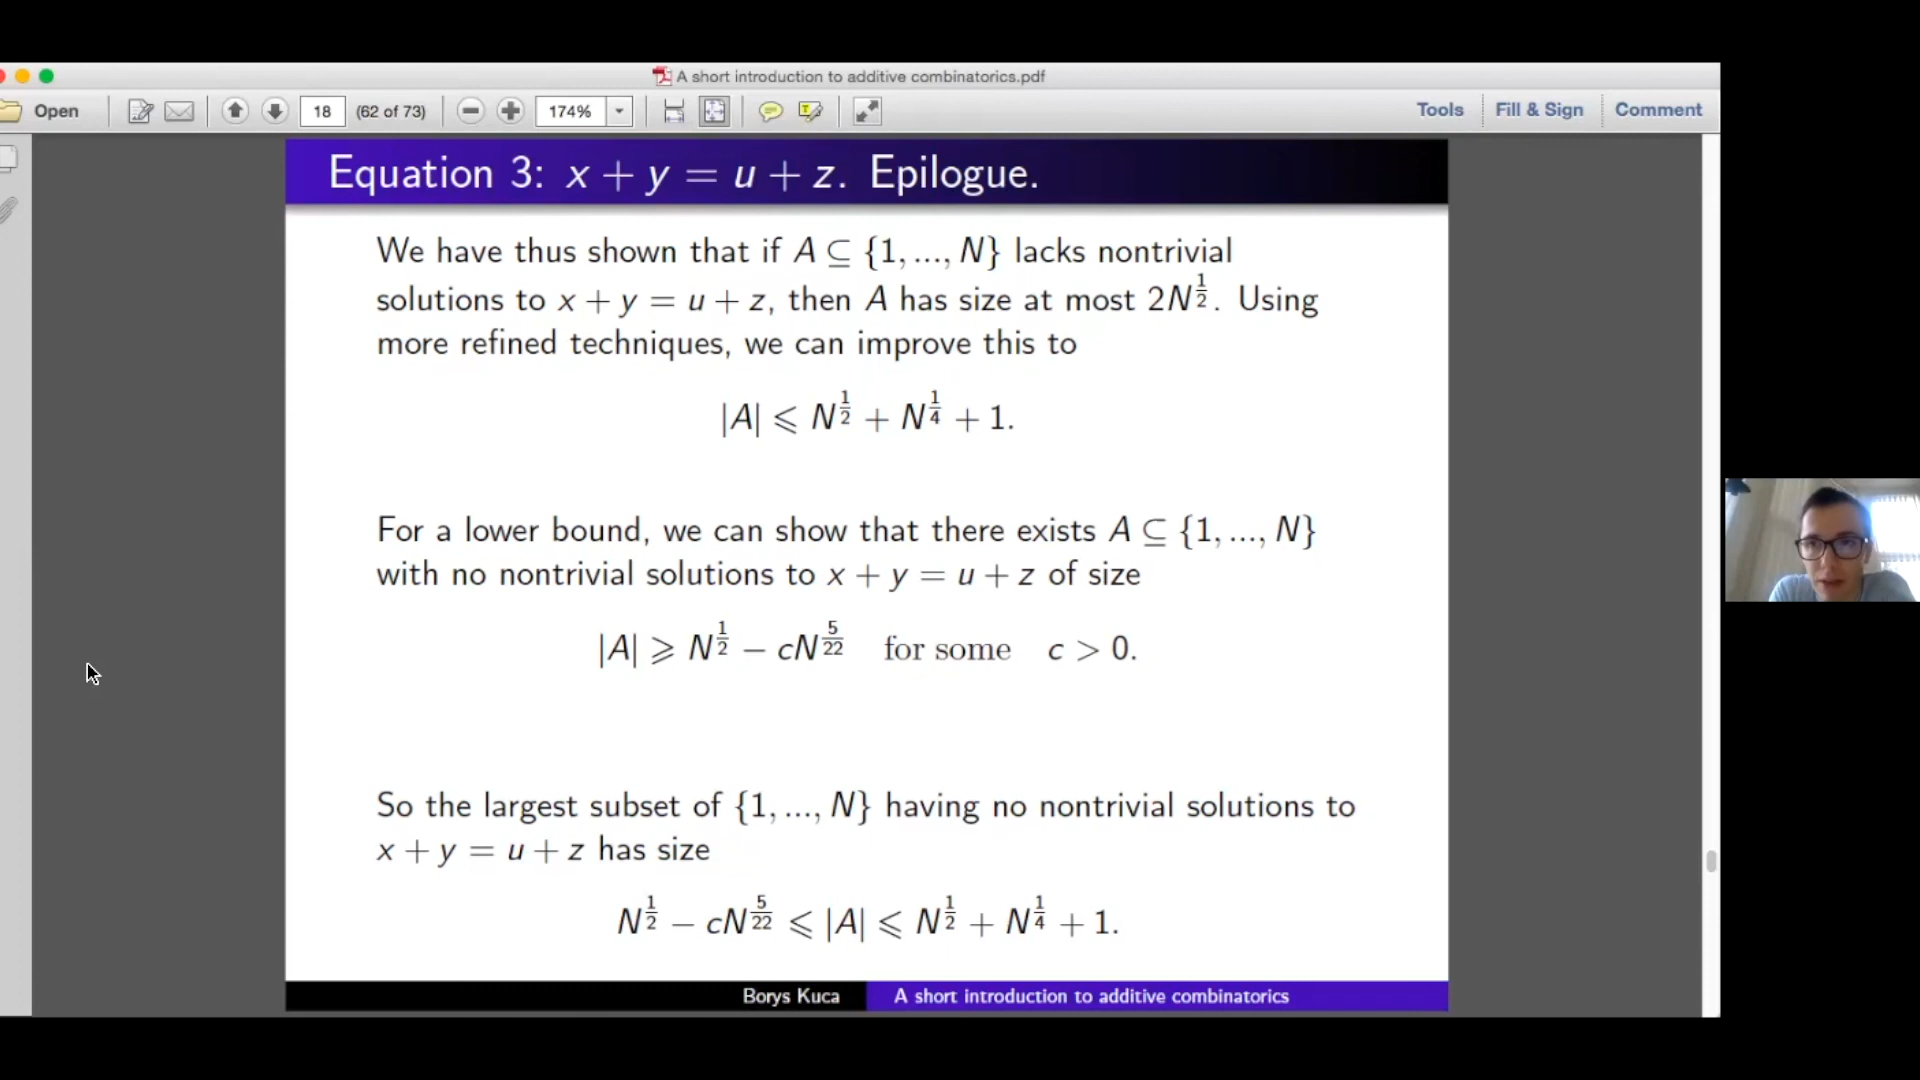 A short introduction to additive combinatorics.pdf
Open 18 (62 of 73) 174% Tools Fill & Sign Comment
Equation 3: x + y = u + z. Epilogue.
We have thus shown that if A ⊆ {1, ..., N} lacks nontrivial
solutions to x + y = u + z, then A has size at most 2N^{1/2}. Using
more refined techniques, we can improve this to
|A| ⩽ N^{1/2} + N^{1/4} + 1.
For a lower bound, we can show that there exists A ⊆ {1, ..., N}
with no nontrivial solutions to x + y = u + z of size
|A| ⩾ N^{1/2} − cN^{5/22} for some c > 0.
So the largest subset of {1, ..., N} having no nontrivial solutions to
x + y = u + z has size
N^{1/2} − cN^{5/22} ⩽ |A| ⩽ N^{1/2} + N^{1/4} + 1.
Borys Kuca A short introduction to additive combinatorics